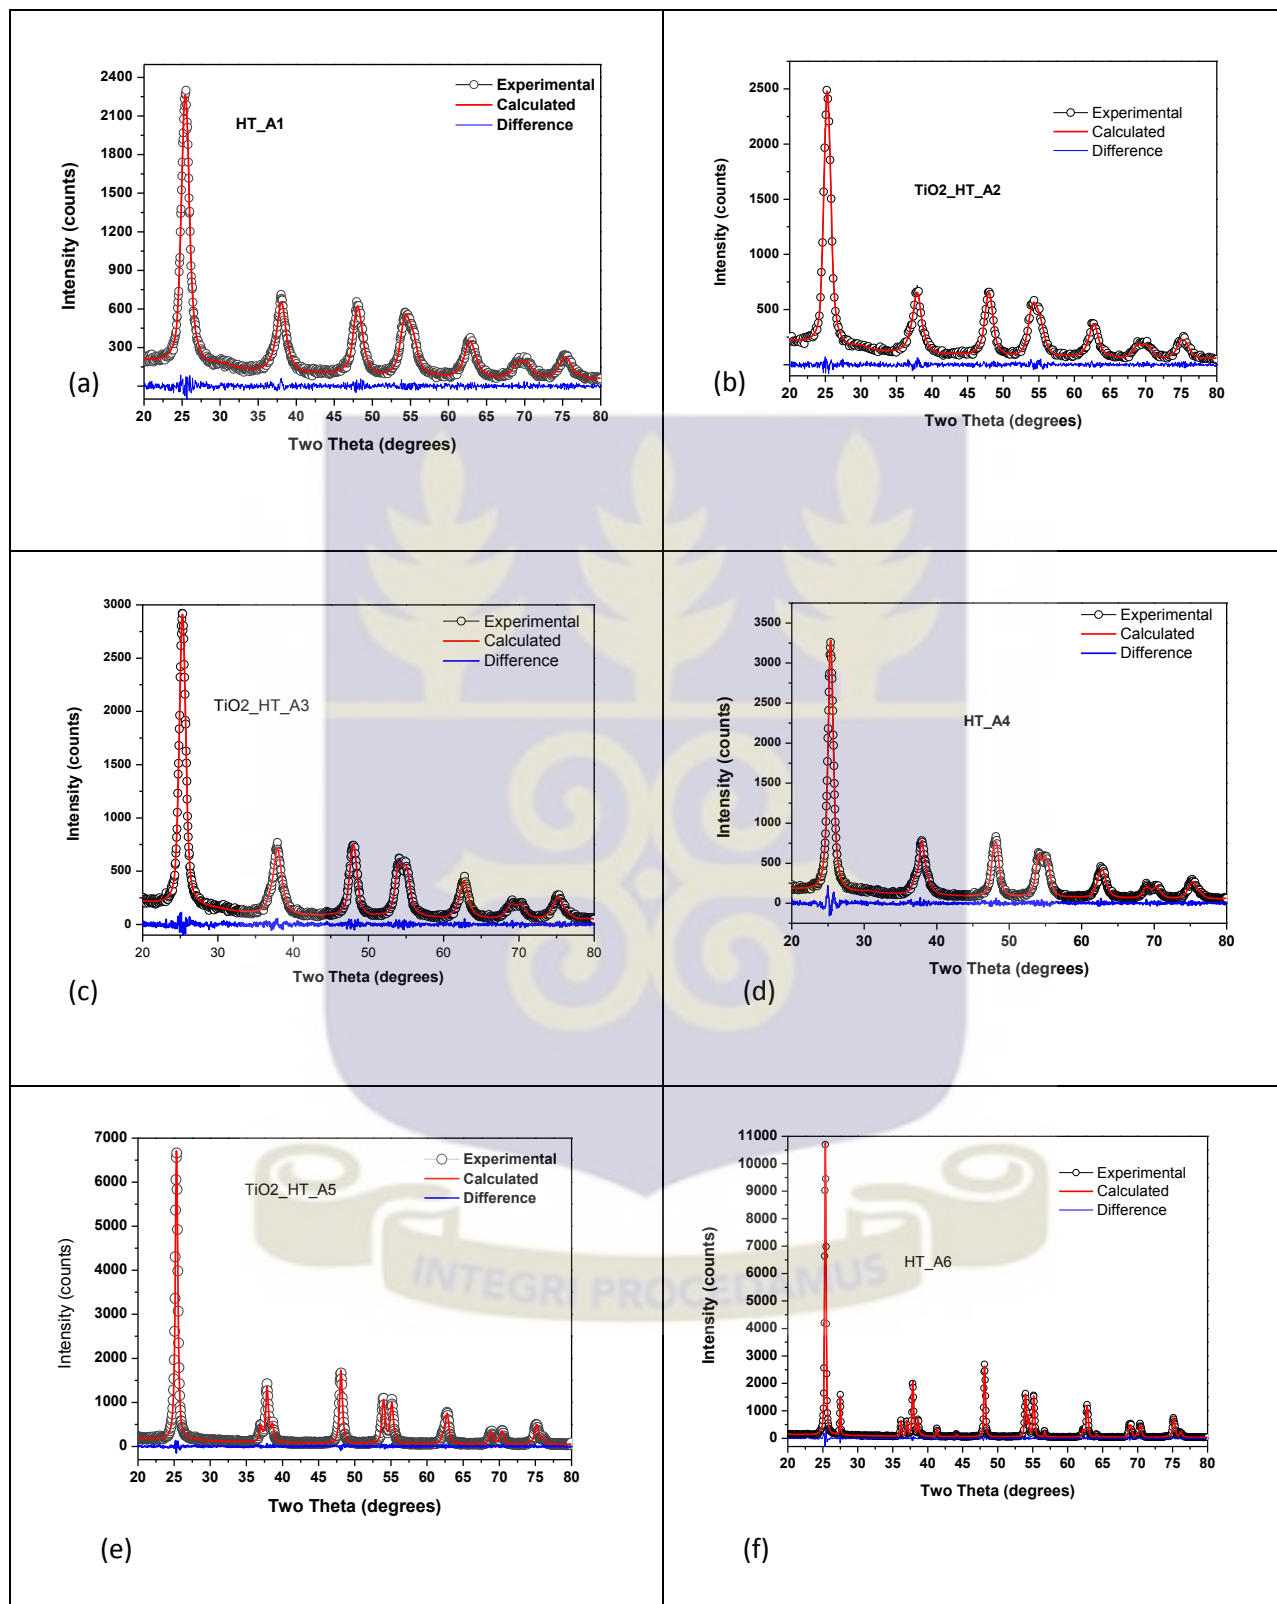 2400
2100
1800
1500
1200
900
600
300
Intensity (counts)
Experimental
Calculated
Difference
HT_A1
(a)
20 25 30 35 40 45 50 55 60 65 70 75 80
Two Theta (degrees)
2500
2000
1500
1000
500
0
Intensity (counts)
Experimental
Calculated
Difference
TiO2_HT_A2
(b)
20 25 30 35 40 45 50 55 60 65 70 75 80
Two Theta (degrees)
3000
2500
2000
1500
1000
500
0
Intensity (counts)
Experimental
Calculated
Difference
TiO2_HT_A3
20 30 40 50 60 70 80
Two Theta (degrees)
(c)
3500
3000
2500
2000
1500
1000
500
0
Intensity (counts)
Experimental
Calculated
Difference
HT_A4
20 30 40 50 60 70 80
Two Theta (degrees)
(d)
7000
6000
5000
4000
3000
2000
1000
0
Intensity (counts)
Experimental
Calculated
Difference
TiO2_HT_A5
20 25 30 35 40 45 50 55 60 65 70 75 80
Two Theta (degrees)
(e)
11000
10000
9000
8000
7000
6000
5000
4000
3000
2000
1000
0
Intensity (counts)
Experimental
Calculated
Difference
HT_A6
20 25 30 35 40 45 50 55 60 65 70 75 80
Two Theta (degrees)
(f)
INTEGRI PROCEDAMUS